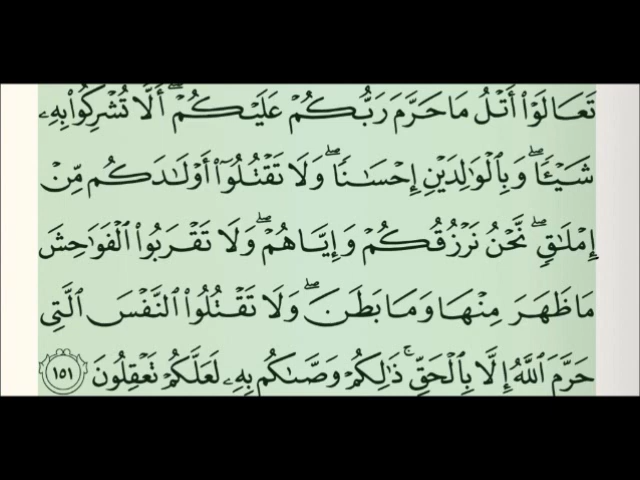 تَعَالَوْا۟ أَتْلُ مَا حَرَّمَ رَبُّكُمْ عَلَيْكُمْ ۖ أَلَّا تُشْرِكُوا۟ بِهِۦ
شَيْـًٔا ۖ وَبِٱلْوَٰلِدَيْنِ إِحْسَـٰنًا ۖ وَلَا تَقْتُلُوٓا۟ أَوْلَـٰدَكُم مِّنْ
إِمْلَـٰقٍ ۖ نَّحْنُ نَرْزُقُكُمْ وَإِيَّاهُمْ ۖ وَلَا تَقْرَبُوا۟ ٱلْفَوَٰحِشَ
مَا ظَهَرَ مِنْهَا وَمَا بَطَنَ ۖ وَلَا تَقْتُلُوا۟ ٱلنَّفْسَ ٱلَّتِى
حَرَّمَ ٱللَّهُ إِلَّا بِٱلْحَقِّ ۚ ذَٰلِكُمْ وَصَّىٰكُم بِهِۦ لَعَلَّكُمْ تَعْقِلُونَ ١٥١